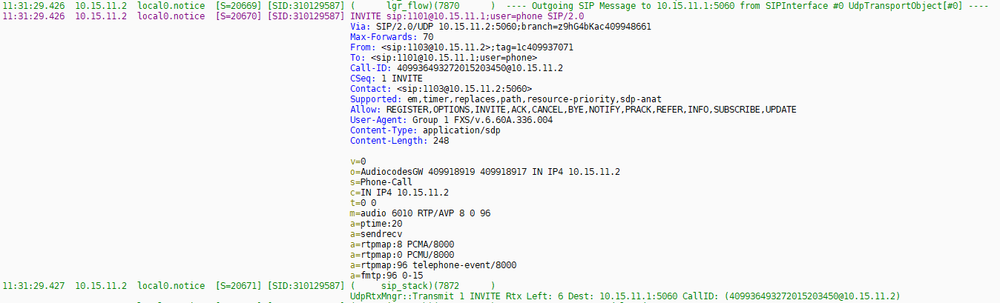 11:31:29.426  10.15.11.2  local0.notice  [S=20669] [SID:310129587] (      lgr_flow)(7870      )  ---- Outgoing SIP Message to 10.15.11.1:5060 from SIPInterface #0 UdpTransportObject[#0] ----
11:31:29.426  10.15.11.2  local0.notice  [S=20670] [SID:310129587] INVITE sip:1101@10.15.11.1;user=phone SIP/2.0
Via: SIP/2.0/UDP 10.15.11.2:5060;branch=z9hG4bKac409948661
Max-Forwards: 70
From: <sip:1103@10.15.11.2>;tag=1c409937071
To: <sip:1101@10.15.11.1;user=phone>
Call-ID: 409936493272015203450@10.15.11.2
CSeq: 1 INVITE
Contact: <sip:1103@10.15.11.2:5060>
Supported: em,timer,replaces,path,resource-priority,sdp-anat
Allow: REGISTER,OPTIONS,INVITE,ACK,CANCEL,BYE,NOTIFY,PRACK,REFER,INFO,SUBSCRIBE,UPDATE
User-Agent: Group 1 FXS/v.6.60A.336.004
Content-Type: application/sdp
Content-Length: 248
v=0
o=AudiocodesGW 409918919 409918917 IN IP4 10.15.11.2
s=Phone-Call
c=IN IP4 10.15.11.2
t=0 0
m=audio 6010 RTP/AVP 8 0 96
a=ptime:20
a=sendrecv
a=rtpmap:8 PCMA/8000
a=rtpmap:0 PCMU/8000
a=rtpmap:96 telephone-event/8000
a=fmtp:96 0-15
11:31:29.427  10.15.11.2  local0.notice  [S=20671] [SID:310129587] (     sip_stack)(7872      )
UdpRtxMngr::Transmit 1 INVITE Rtx Left: 6 Dest: 10.15.11.1:5060 CallID: (409936493272015203450@10.15.11.2)